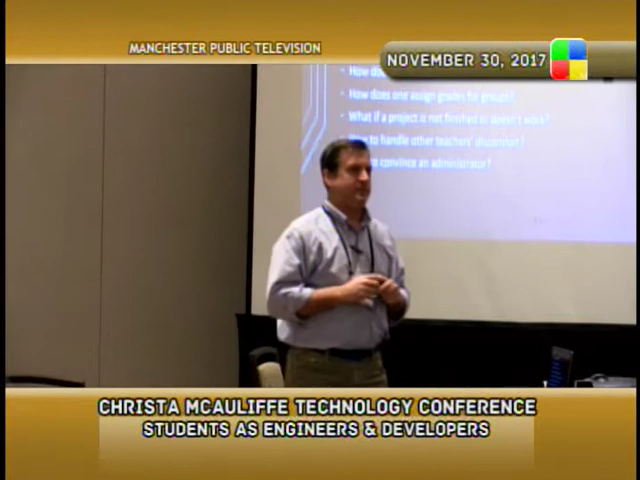 MANCHESTER PUBLIC TELEVISION
NOVEMBER 30, 2017
• How do
• How does one assign grades for groups?
• What if a project is not finished or doesn't work?
to handle other teachers' discomfort?
to convince an administrator?
CHRISTA MCAULIFFE TECHNOLOGY CONFERENCE
STUDENTS AS ENGINEERS & DEVELOPERS